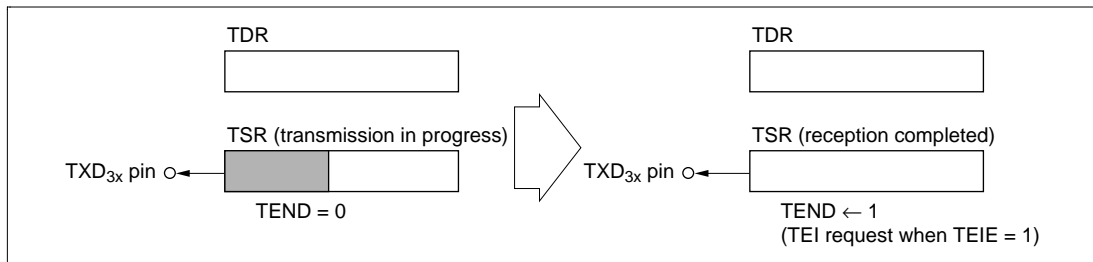 TDR
TSR (transmission in progress)
TXD3x pin
TEND = 0
TDR
TSR (reception completed)
TXD3x pin
TEND ← 1
(TEI request when TEIE = 1)